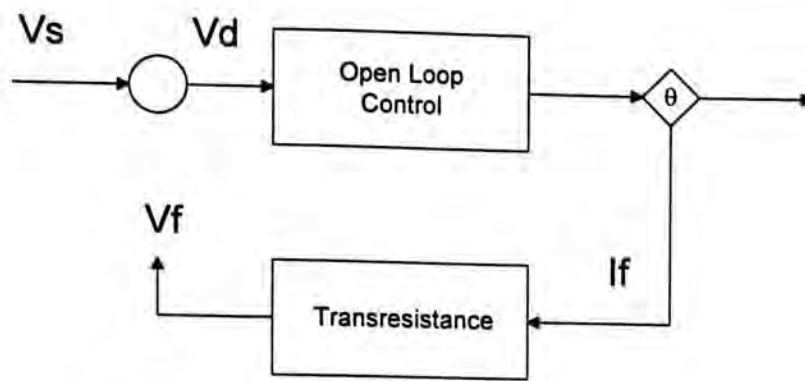 Vs
Vd
Open Loop
Control
θ
Vf
If
Transresistance